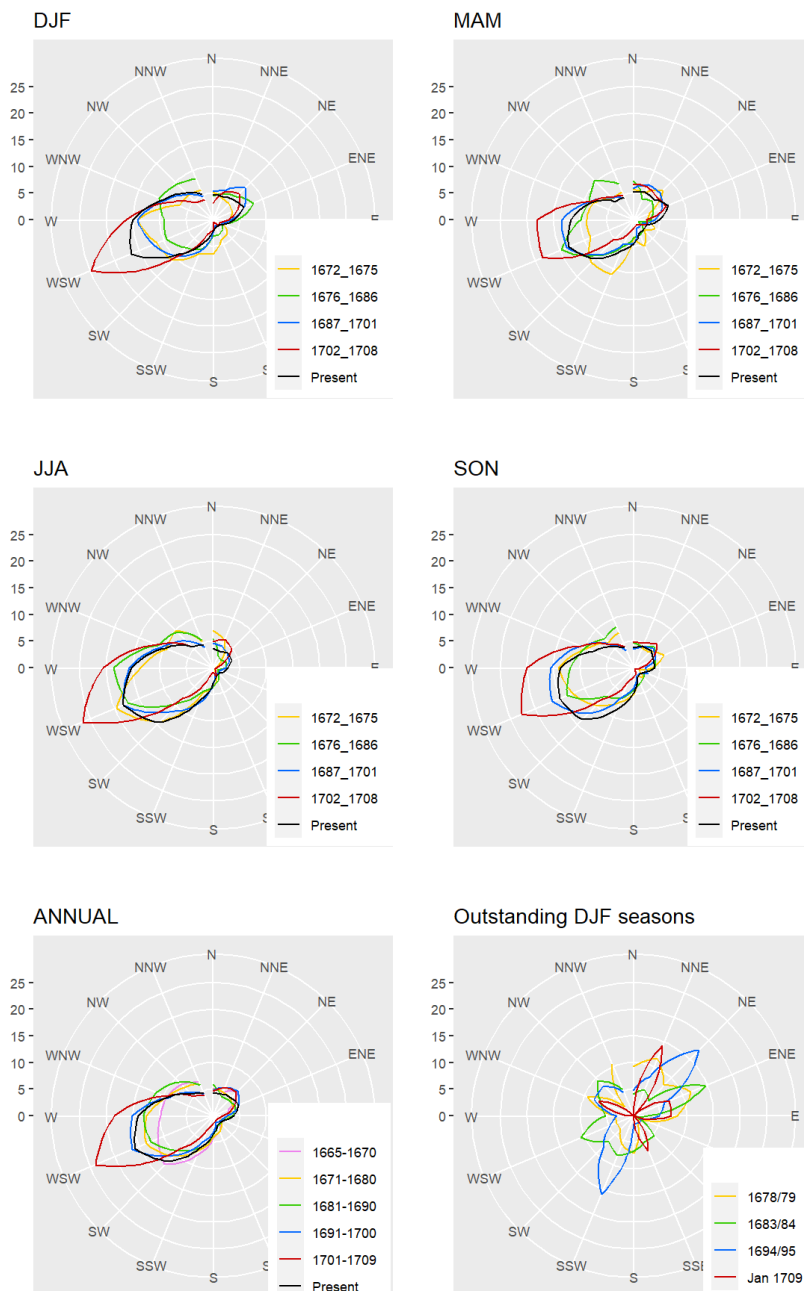 DJF
N
NNW
NNE
NW
NE
WNW
ENE
W
E
WSW
SW
SSW
S
25
20
15
10
5
0
1672_1675
1676_1686
1687_1701
1702_1708
Present
MAM
N
NNW
NNE
NW
NE
WNW
ENE
W
E
WSW
SW
SSW
S
25
20
15
10
5
0
1672_1675
1676_1686
1687_1701
1702_1708
Present
JJA
N
NNW
NNE
NW
NE
WNW
ENE
W
E
WSW
SW
SSW
S
25
20
15
10
5
0
1672_1675
1676_1686
1687_1701
1702_1708
Present
SON
N
NNW
NNE
NW
NE
WNW
ENE
W
E
WSW
SW
SSW
S
25
20
15
10
5
0
1672_1675
1676_1686
1687_1701
1702_1708
Present
ANNUAL
N
NNW
NNE
NW
NE
WNW
ENE
W
WSW
SW
SSW
S
25
20
15
10
5
0
1665-1670
1671-1680
1681-1690
1691-1700
1701-1709
Present
Outstanding DJF seasons
N
NNW
NNE
NW
NE
WNW
ENE
W
E
WSW
SW
SSW
S
25
20
15
10
5
0
1678/79
1683/84
1694/95
Jan 1709